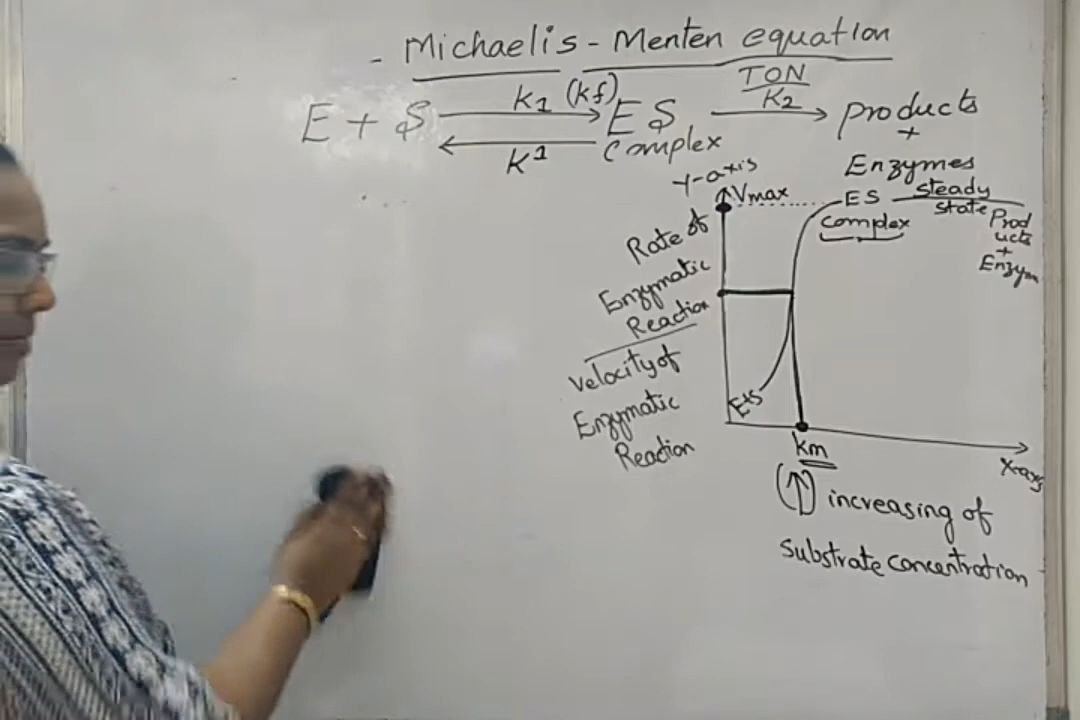 - Michaelis - Menten equation
E + S K1 (kf) ES TON K2 products
K1 complex +
Enzymes
Y-axis
Vmax ES steady
complex state
Prod
ucts
+
Enzym
Rate of
Enzymatic
Reaction
Velocity of
Enzymatic
Reaction
E+S
km
X-axis
(↑) increasing of
substrate concentration